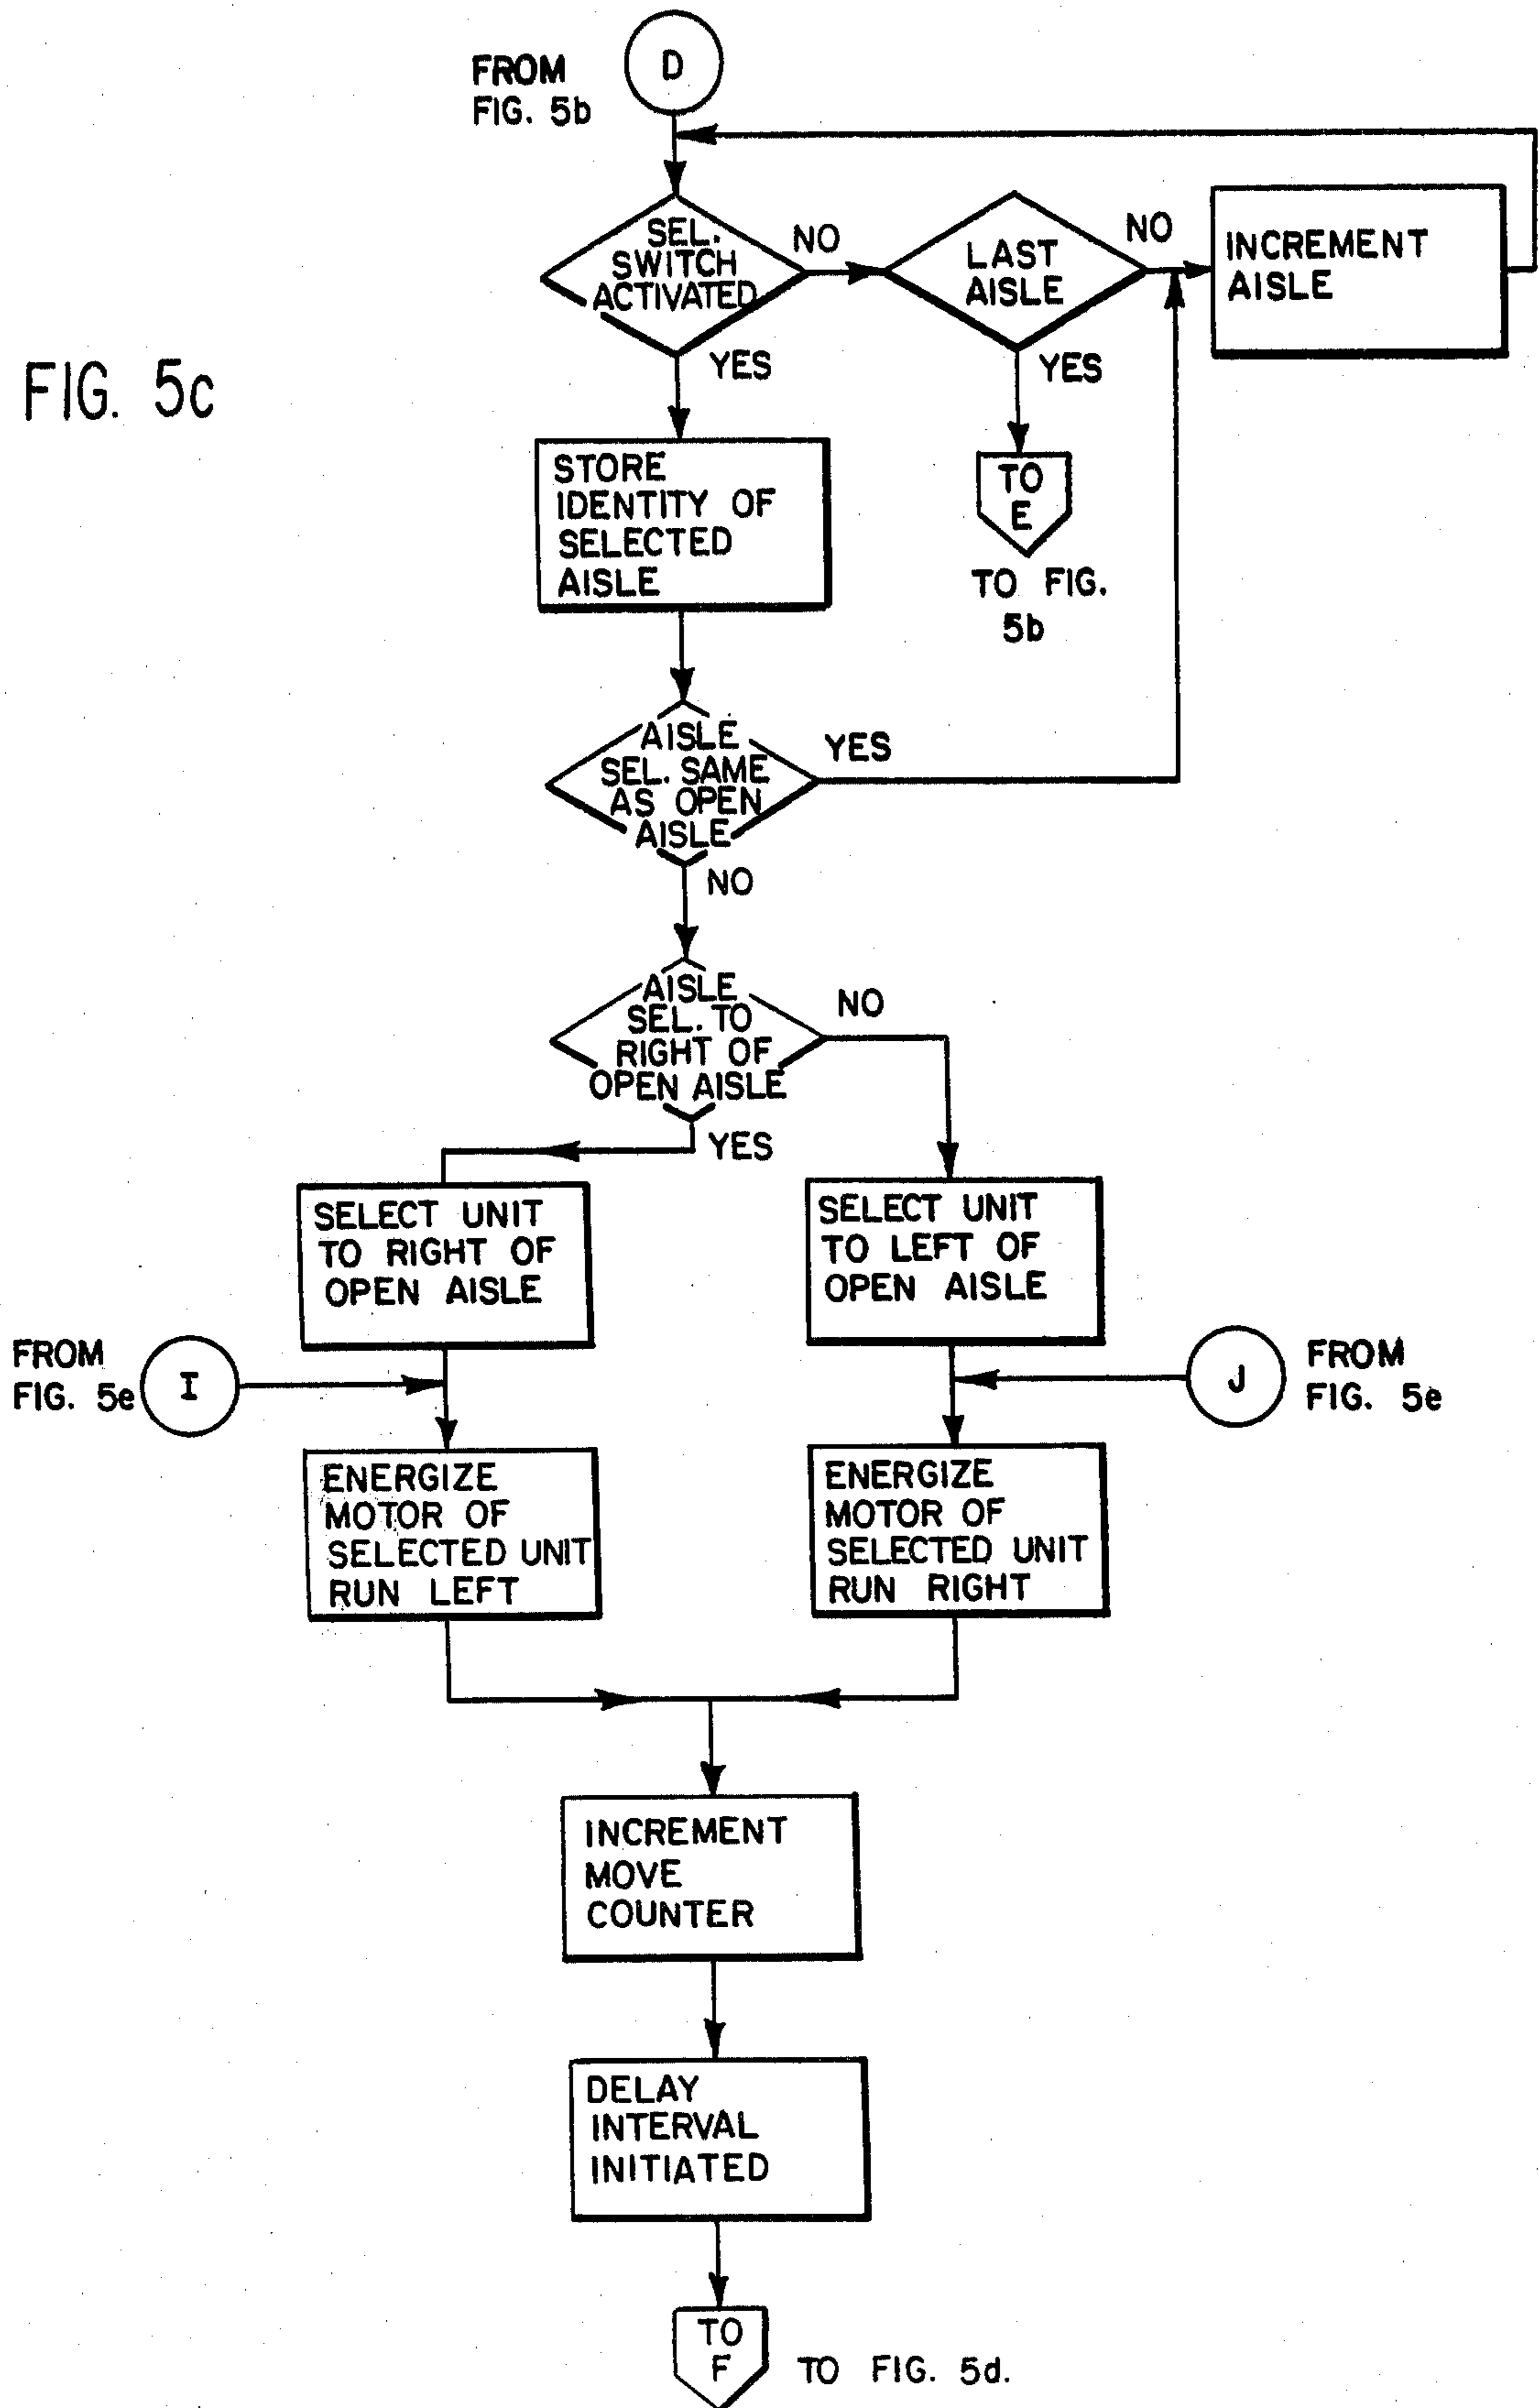 FROM
FIG. 5b
D
SEL.
SWITCH
ACTIVATED
NO
LAST
AISLE
NO
INCREMENT
AISLE
YES
YES
FIG. 5c
STORE
IDENTITY OF
SELECTED
AISLE
TO
E
TO FIG.
5b
AISLE
SEL. SAME
AS OPEN
AISLE
YES
NO
AISLE
SEL. TO
RIGHT OF
OPEN AISLE
NO
YES
SELECT UNIT
TO RIGHT OF
OPEN AISLE
SELECT UNIT
TO LEFT OF
OPEN AISLE
FROM
FIG. 5e
I
J
FROM
FIG. 5e
ENERGIZE
MOTOR OF
SELECTED UNIT
RUN LEFT
ENERGIZE
MOTOR OF
SELECTED UNIT
RUN RIGHT
INCREMENT
MOVE
COUNTER
DELAY
INTERVAL
INITIATED
TO
F
TO FIG. 5d.